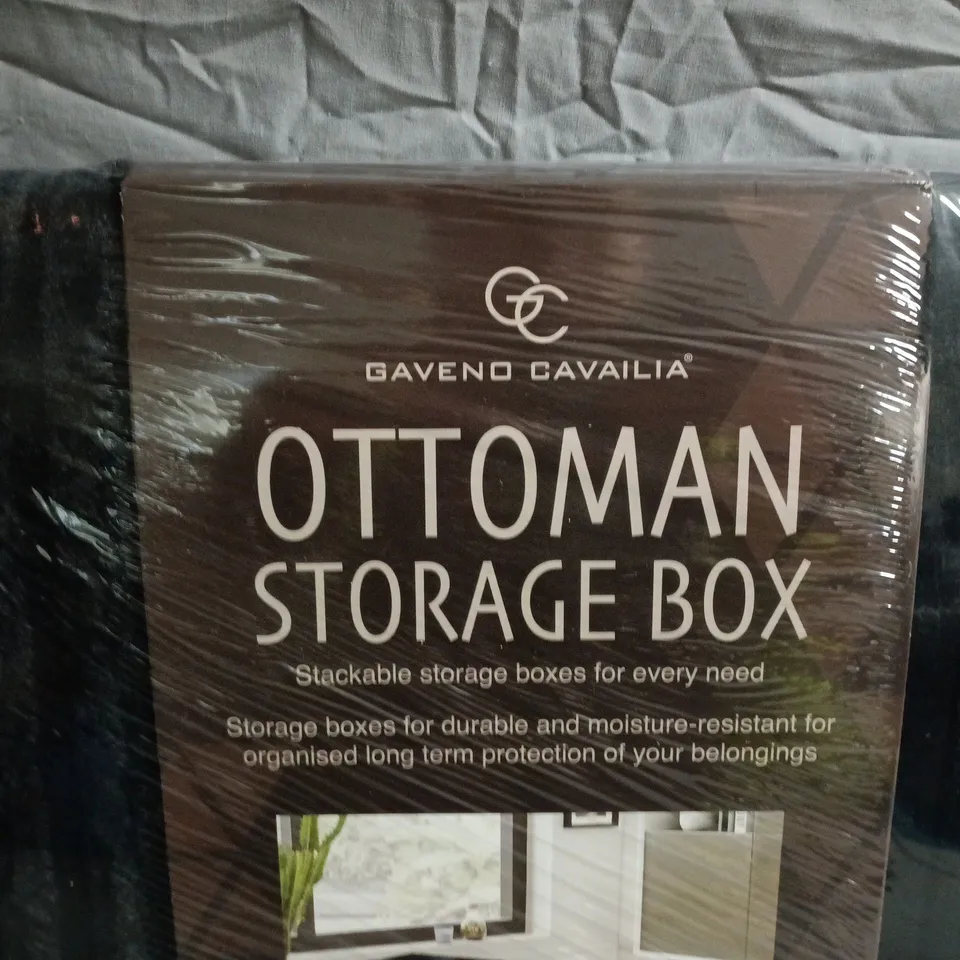 GC
GAVENO CAVAILIA®
OTTOMAN
STORAGE BOX
Stackable storage boxes for every need
Storage boxes for durable and moisture-resistant for
organised long term protection of your belongings